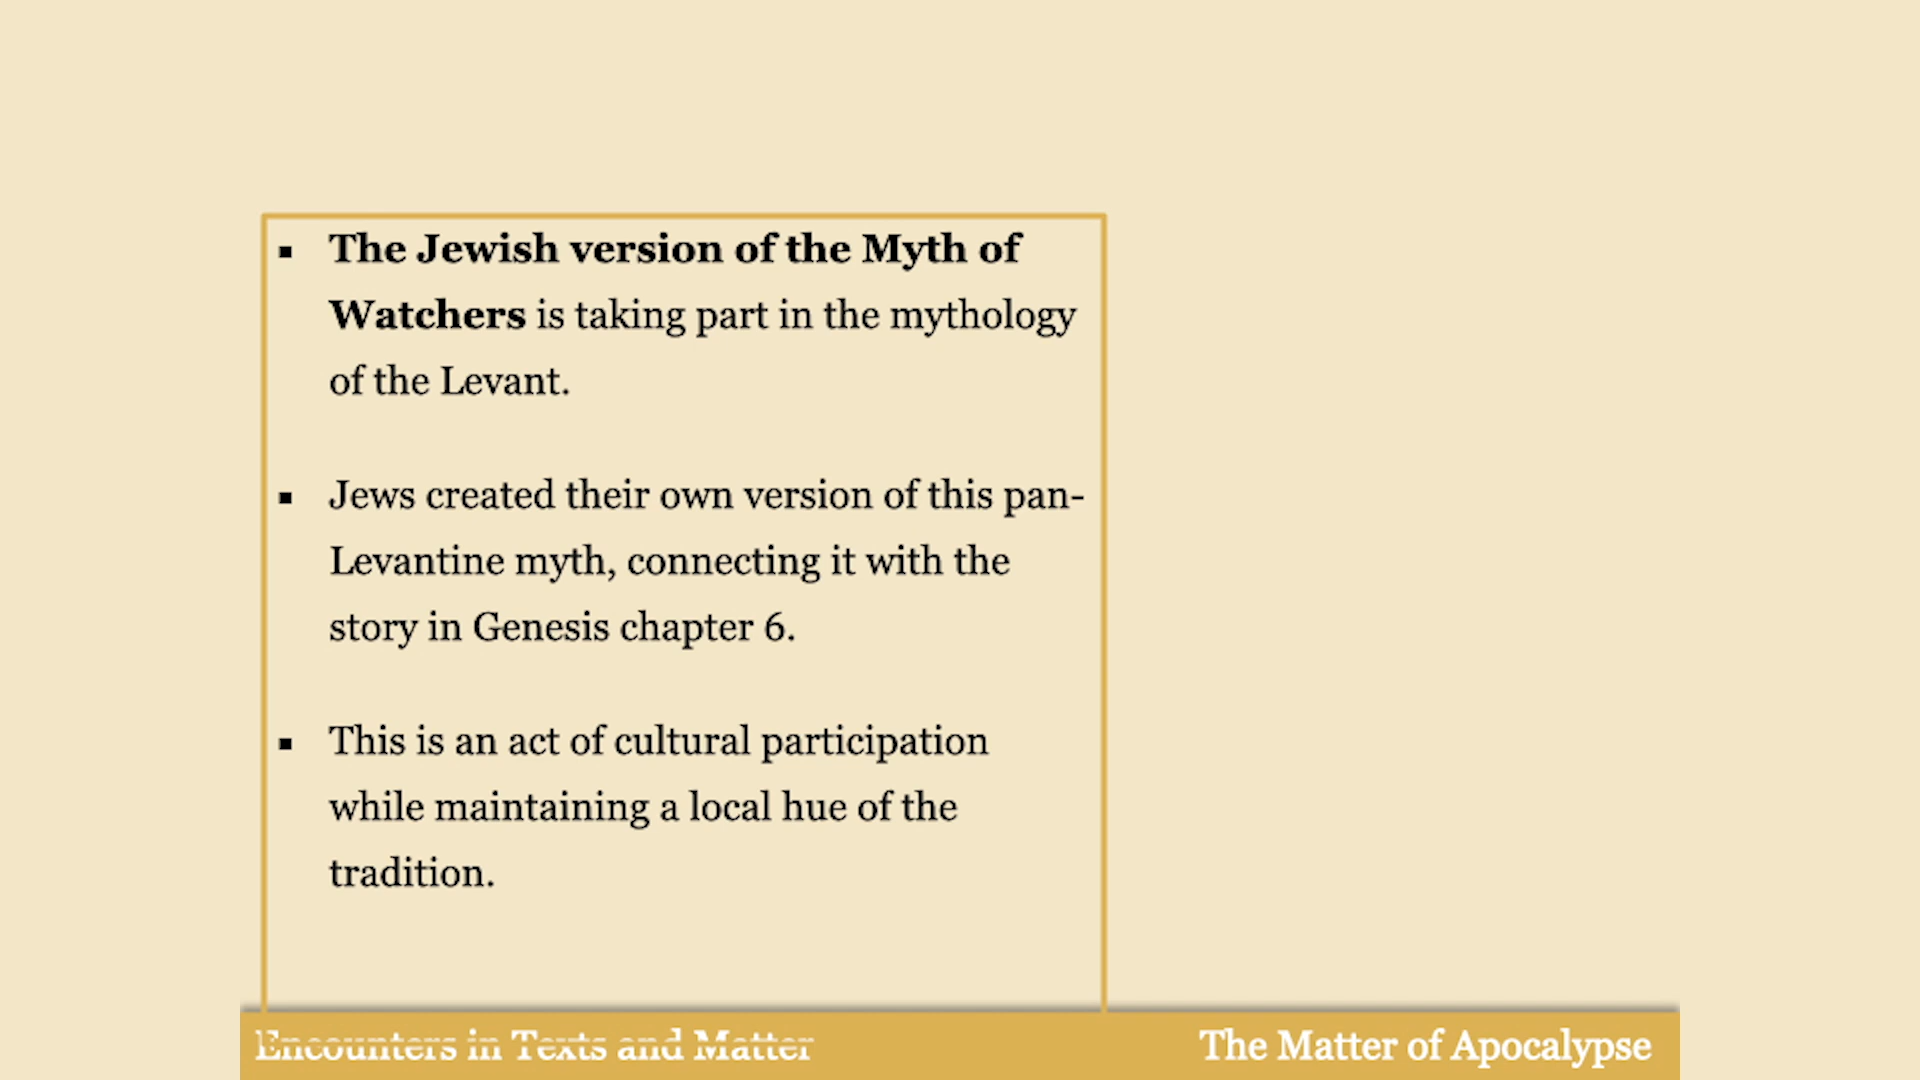 ▪ The Jewish version of the Myth of
Watchers is taking part in the mythology
of the Levant.
▪ Jews created their own version of this pan-
Levantine myth, connecting it with the
story in Genesis chapter 6.
▪ This is an act of cultural participation
while maintaining a local hue of the
tradition.
Encounters in Texts and Matter
The Matter of Apocalypse